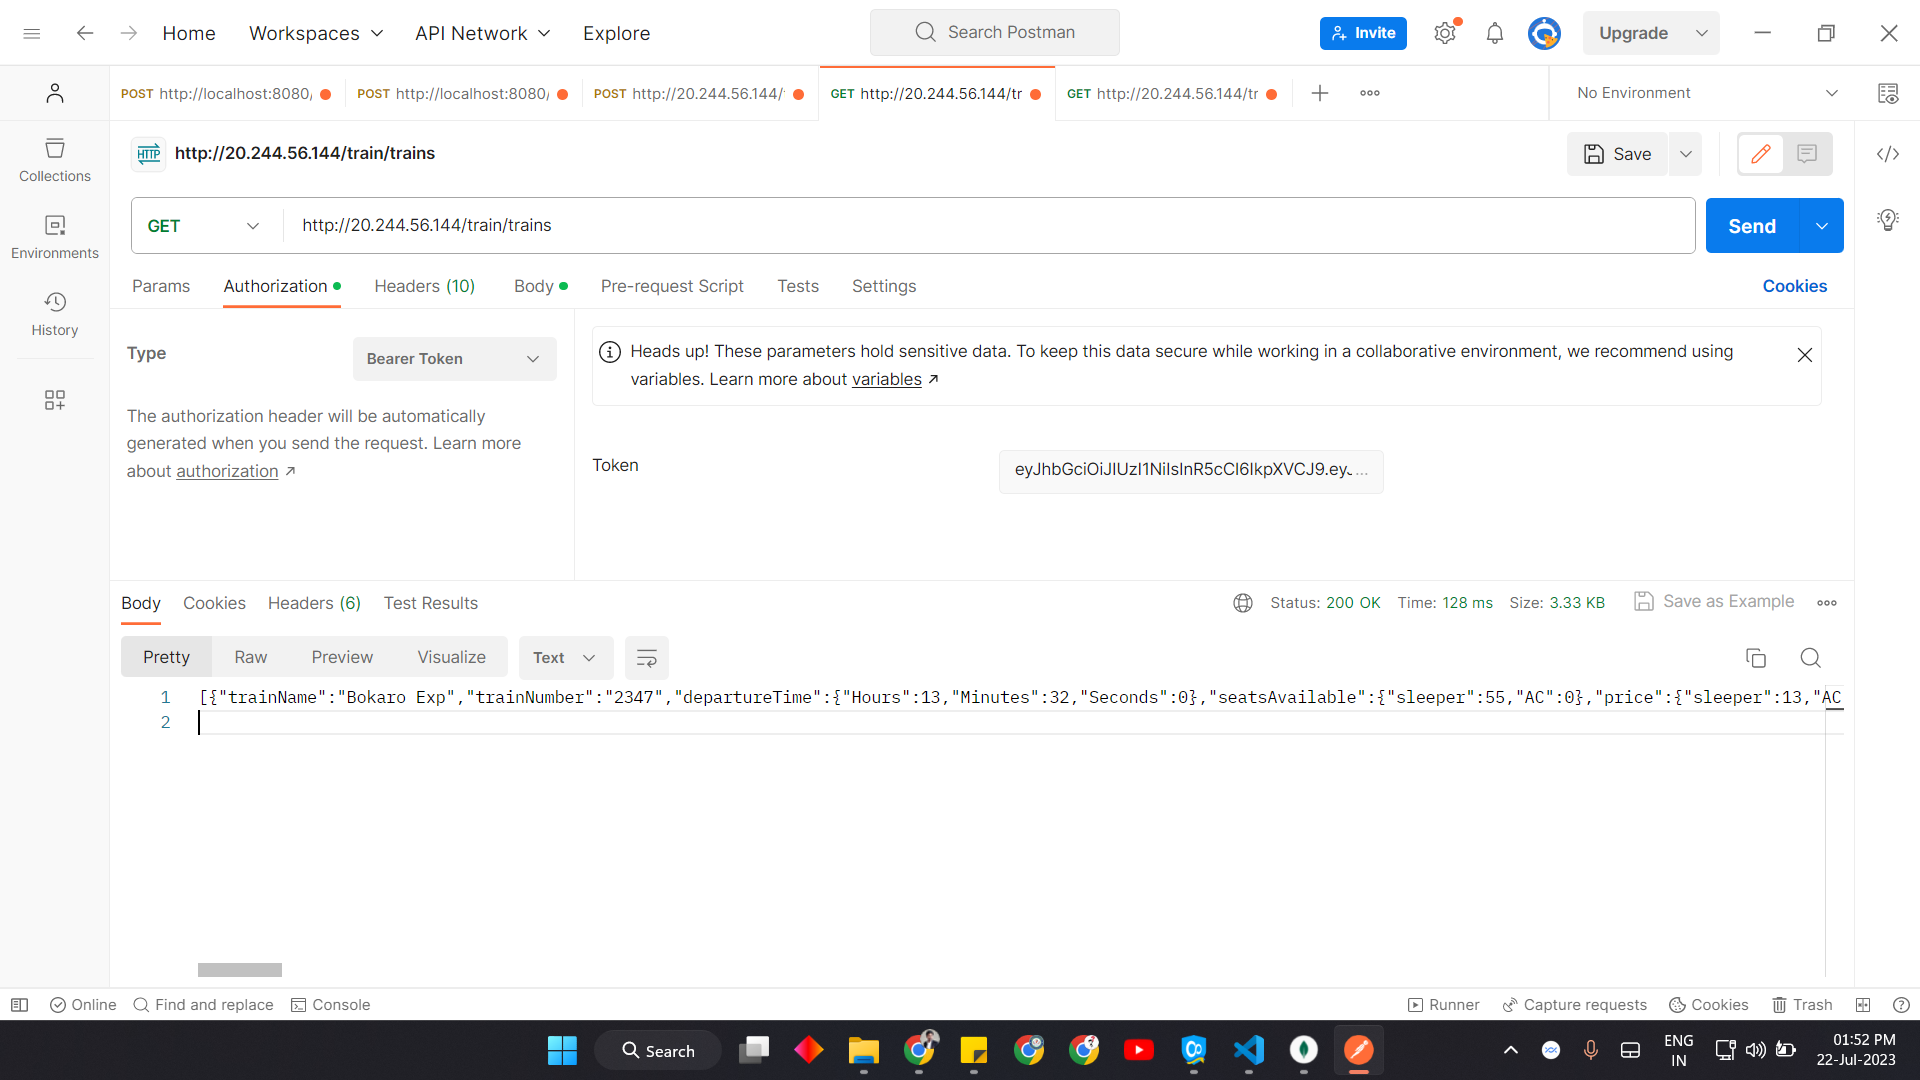 Home Workspaces API Network Explore Search Postman Invite Upgrade
POST http://localhost:8080/ POST http://localhost:8080/ POST http://20.244.56.144/ GET http://20.244.56.144/tr GET http://20.244.56.144/tr No Environment
HTTP http://20.244.56.144/train/trains Save
Collections
Environments
History
GET http://20.244.56.144/train/trains Send
Params Authorization Headers (10) Body Pre-request Script Tests Settings Cookies
Type Bearer Token
The authorization header will be automatically
generated when you send the request. Learn more
about authorization ↗
Heads up! These parameters hold sensitive data. To keep this data secure while working in a collaborative environment, we recommend using
variables. Learn more about variables ↗
Token eyJhbGciOiJIUzI1NiIsInR5cCI6IkpXVCJ9.eyJ...
Body Cookies Headers (6) Test Results Status: 200 OK Time: 128 ms Size: 3.33 KB Save as Example
Pretty Raw Preview Visualize Text
1 [{"trainName":"Bokaro Exp","trainNumber":"2347","departureTime":{"Hours":13,"Minutes":32,"Seconds":0},"seatsAvailable":{"sleeper":55,"AC":0},"price":{"sleeper":13,"AC
2
Online Find and replace Console Runner Capture requests Cookies Trash
Search ENG
IN
01:52 PM
22-Jul-2023